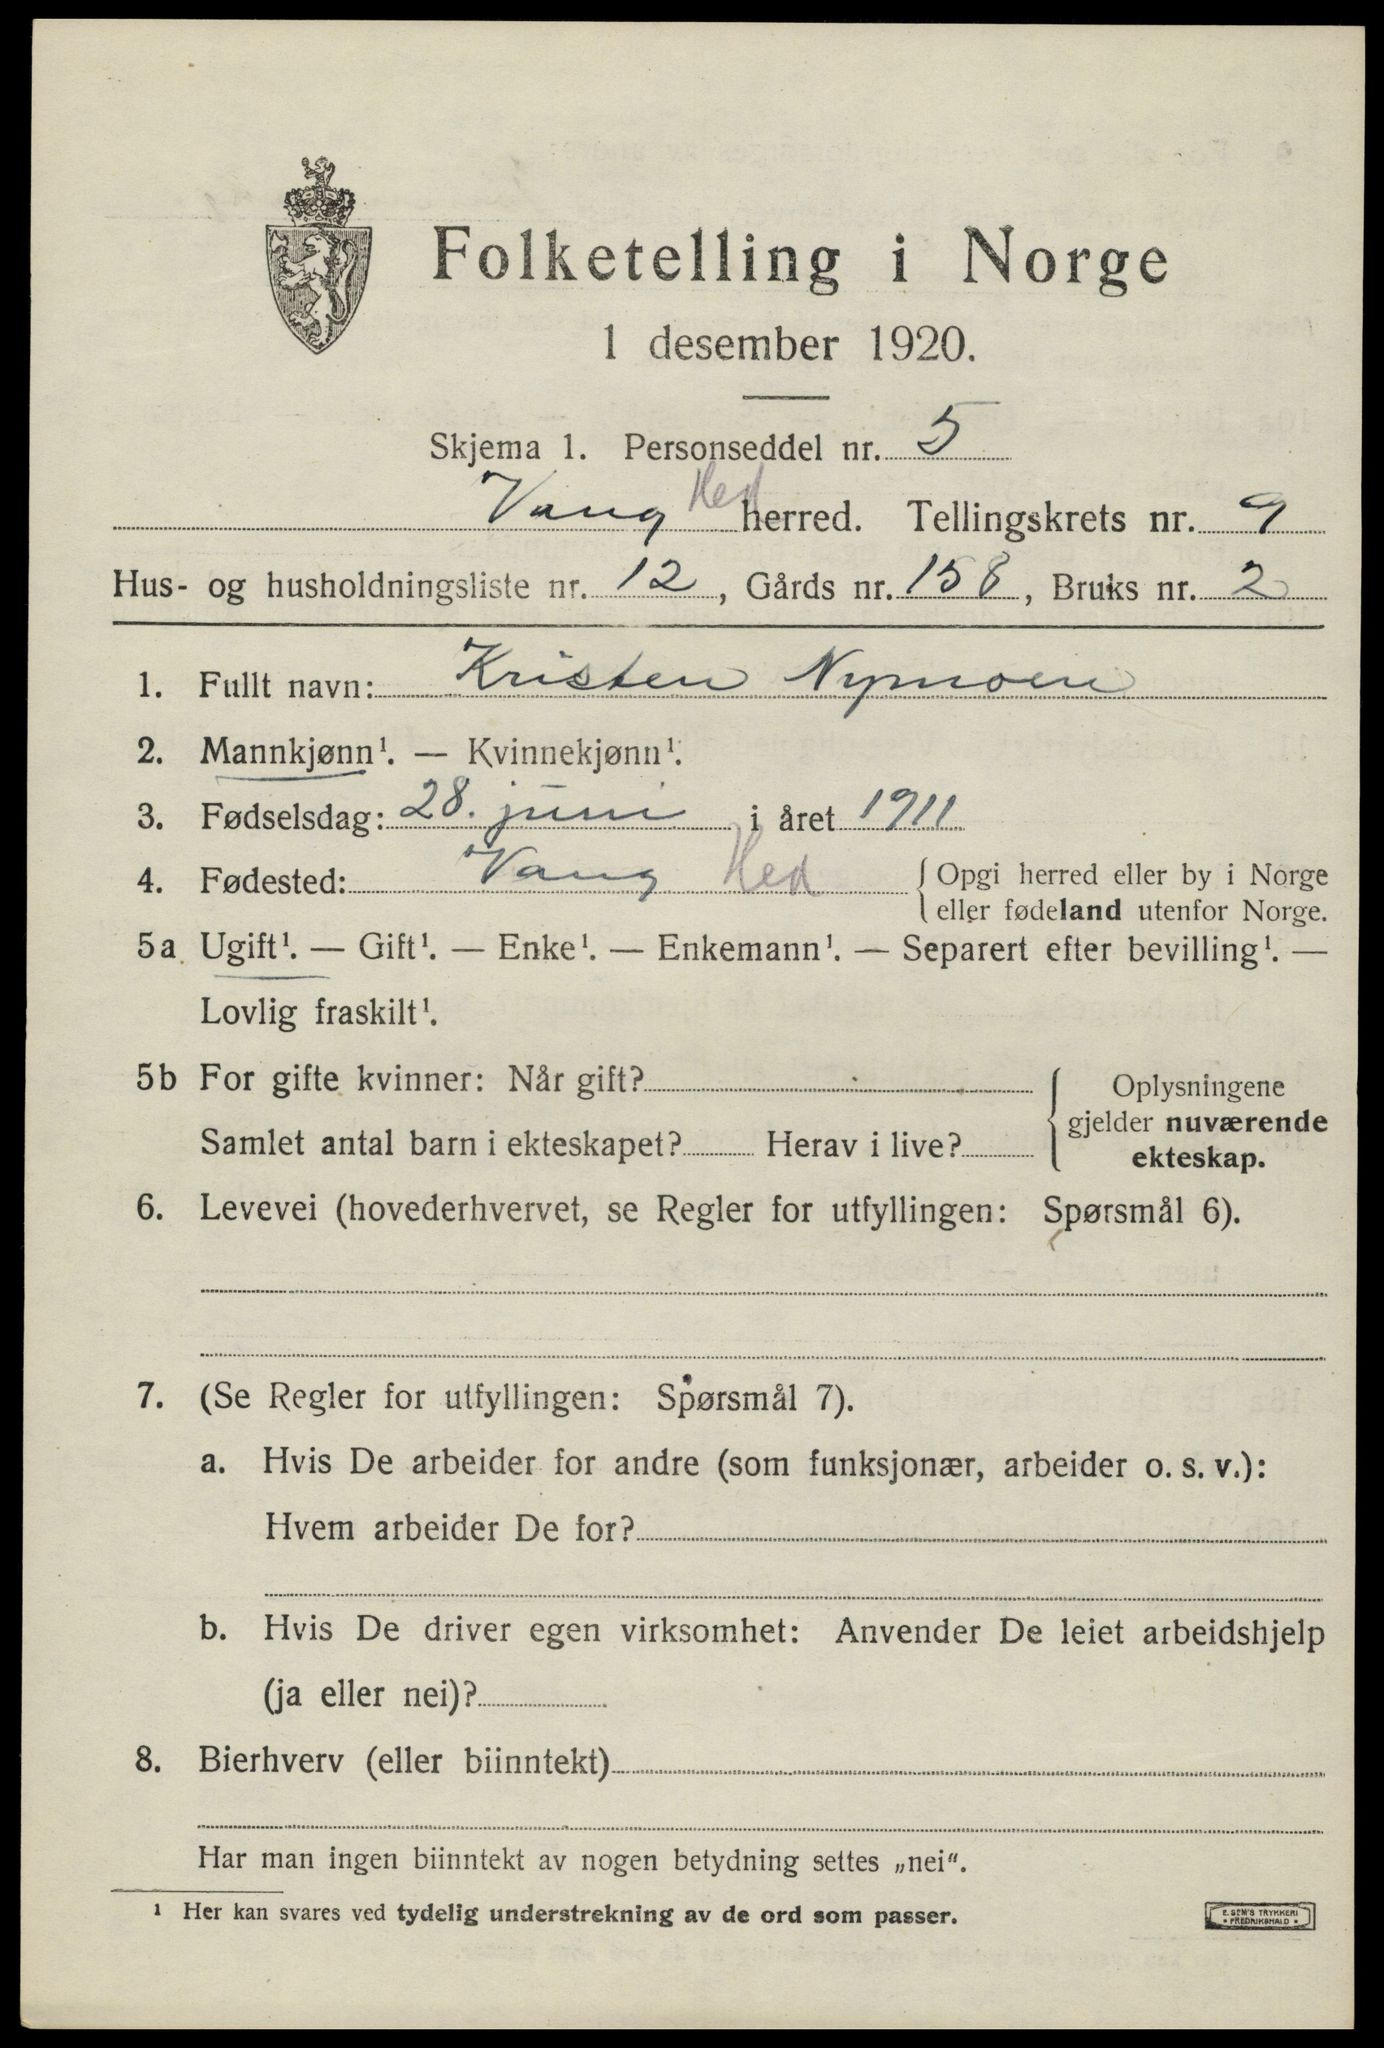 Folketelling i Norge
1 desember 1920.
Skjema 1. Personseddel nr. 5
Vang Hed herred. Tellingskrets nr. 9
Hus- og husholdningsliste nr. 12, Gårds nr. 158, Bruks nr. 2
1. Fullt navn: Kristen Nymoen
2. Mannkjønn¹. — Kvinnekjønn¹.
3. Fødselsdag: 28. juni i året 1911
4. Fødested: Vang Hed { Opgi herred eller by i Norge
eller fødeland utenfor Norge.
5a Ugift¹. — Gift¹. — Enke¹. — Enkemann¹. — Separert efter bevilling¹. —
Lovlig fraskilt¹.
5b For gifte kvinner: Når gift? { Oplysningene
gjelder nuværende
Samlet antal barn i ekteskapet? Herav i live? ekteskap.
6. Levevei (hovederhvervet, se Regler for utfyllingen: Spørsmål 6).
7. (Se Regler for utfyllingen: Spørsmål 7).
a. Hvis De arbeider for andre (som funksjonær, arbeider o. s. v.):
Hvem arbeider De for?
b. Hvis De driver egen virksomhet: Anvender De leiet arbeidshjelp
(ja eller nei)?
8. Bierhverv (eller biinntekt)
Har man ingen biinntekt av nogen betydning settes „nei".
¹ Her kan svares ved tydelig understrekning av de ord som passer.
E. SEM'S TRYKKERI
FREDRIKSHALD